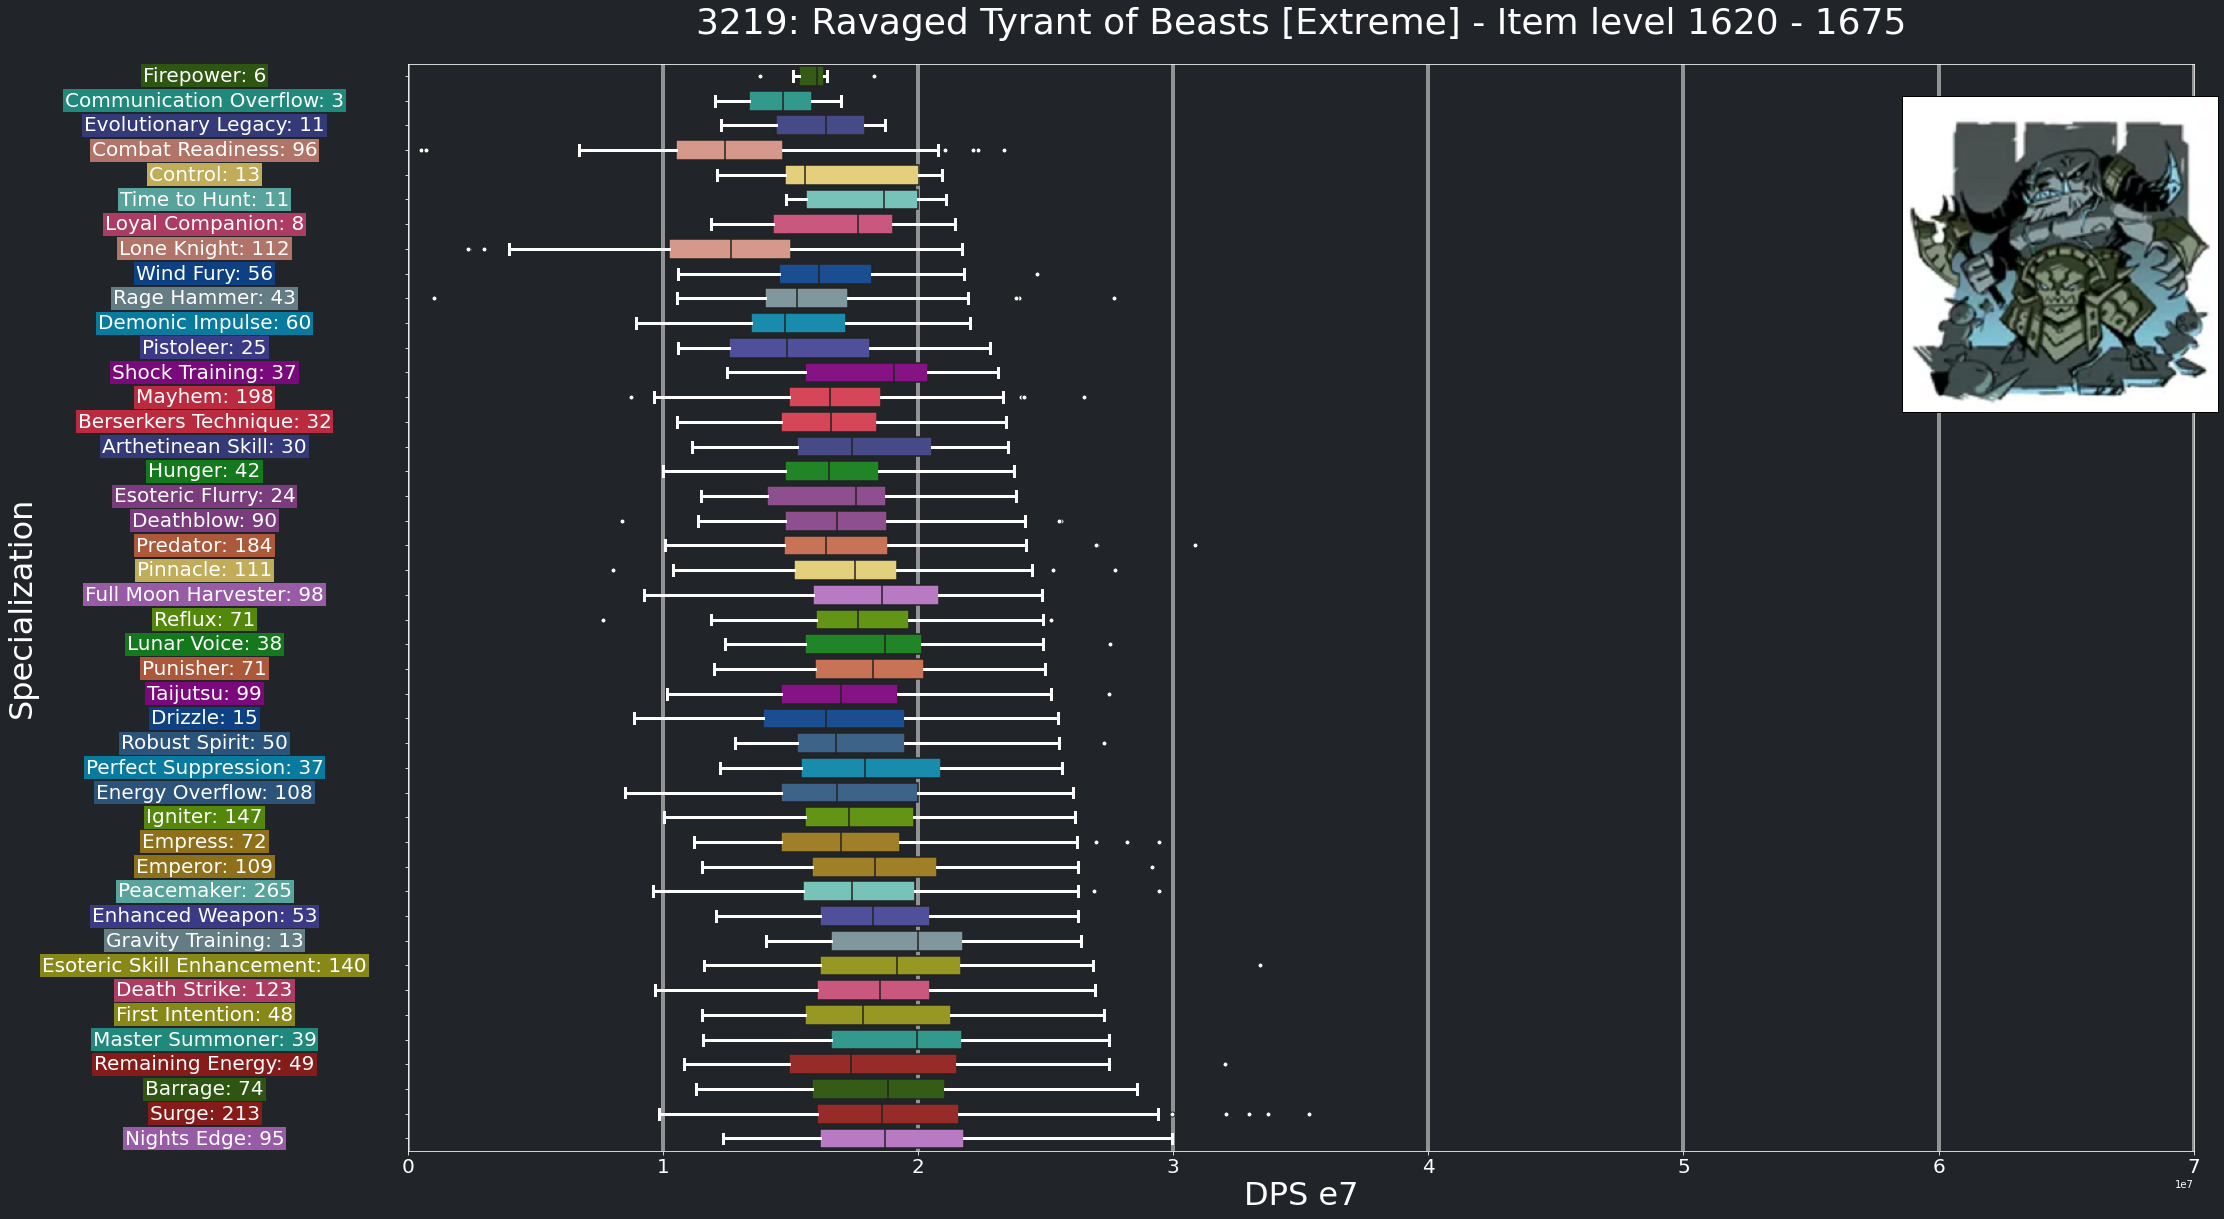 3219: Ravaged Tyrant of Beasts [Extreme] - Item level 1620 - 1675
Specialization
Firepower: 6
Communication Overflow: 3
Evolutionary Legacy: 11
Combat Readiness: 96
Control: 13
Time to Hunt: 11
Loyal Companion: 8
Lone Knight: 112
Wind Fury: 56
Rage Hammer: 43
Demonic Impulse: 60
Pistoleer: 25
Shock Training: 37
Mayhem: 198
Berserkers Technique: 32
Arthetinean Skill: 30
Hunger: 42
Esoteric Flurry: 24
Deathblow: 90
Predator: 184
Pinnacle: 111
Full Moon Harvester: 98
Reflux: 71
Lunar Voice: 38
Punisher: 71
Taijutsu: 99
Drizzle: 15
Robust Spirit: 50
Perfect Suppression: 37
Energy Overflow: 108
Igniter: 147
Empress: 72
Emperor: 109
Peacemaker: 265
Enhanced Weapon: 53
Gravity Training: 13
Esoteric Skill Enhancement: 140
Death Strike: 123
First Intention: 48
Master Summoner: 39
Remaining Energy: 49
Barrage: 74
Surge: 213
Nights Edge: 95
0 1 2 3 4 5 6 7
1e7
DPS e7